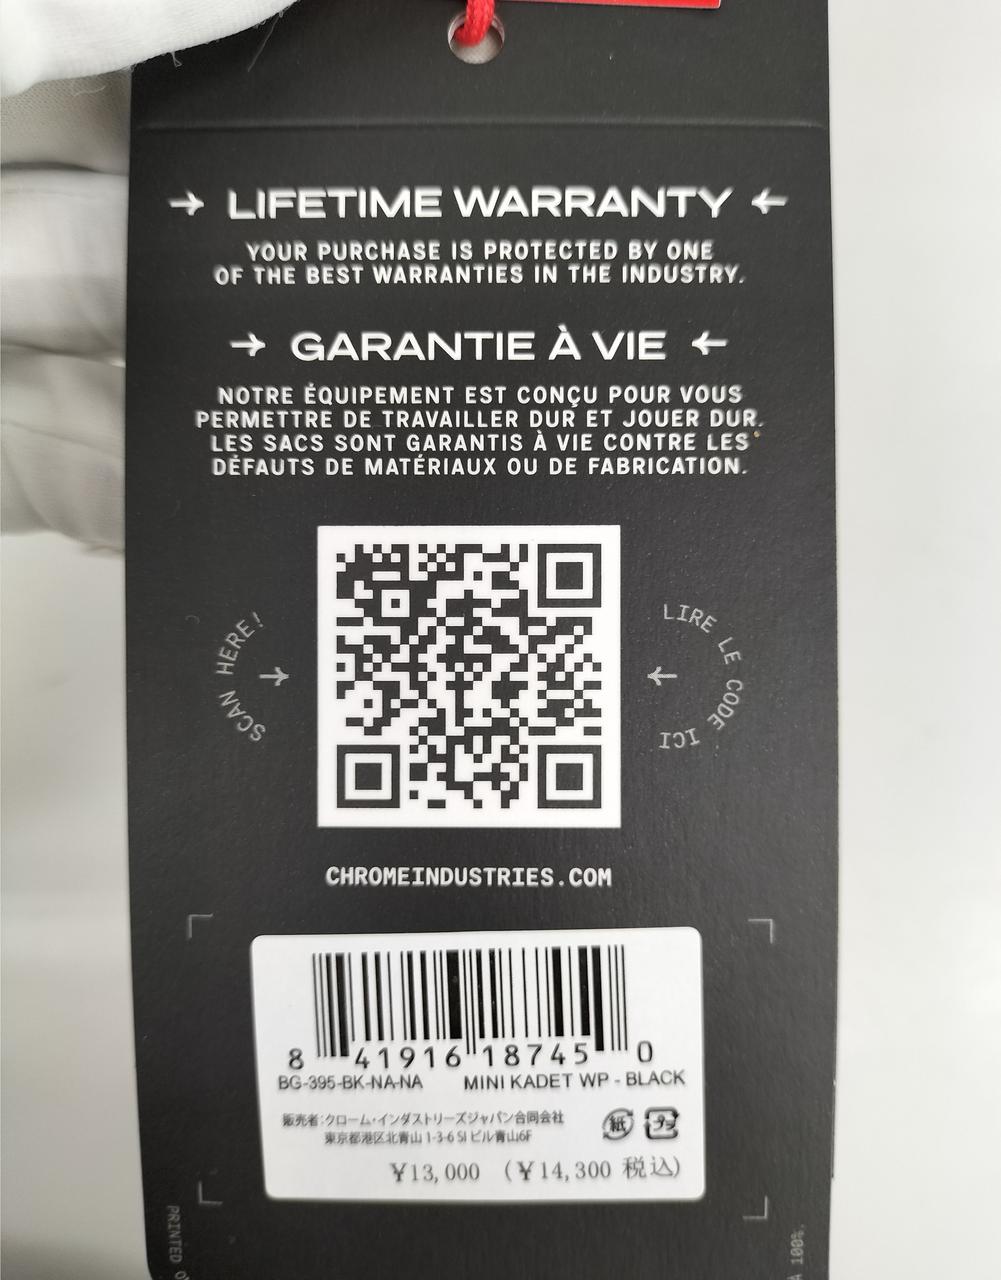 LIFETIME WARRANTY
YOUR PURCHASE IS PROTECTED BY ONE
OF THE BEST WARRANTIES IN THE INDUSTRY.
GARANTIE À VIE
NOTRE ÉQUIPEMENT EST CONÇU POUR VOUS
PERMETTRE DE TRAVAILLER DUR ET JOUER DUR.
LES SACS SONT GARANTIS À VIE CONTRE LES
DÉFAUTS DE MATÉRIAUX OU DE FABRICATION.
SCAN HERE!
LIRE LE CODE ICI
CHROMEINDUSTRIES.COM
8 41916 18745 0
BG-395-BK-NA-NA MINI KADET WP - BLACK
販売者:クローム・インダストリーズジャパン合同会社
東京都港区北青山 1-3-6 SI ビル青山6F
紙 プラ
¥13,000 (¥14,300 税込)
PRINTED
100%